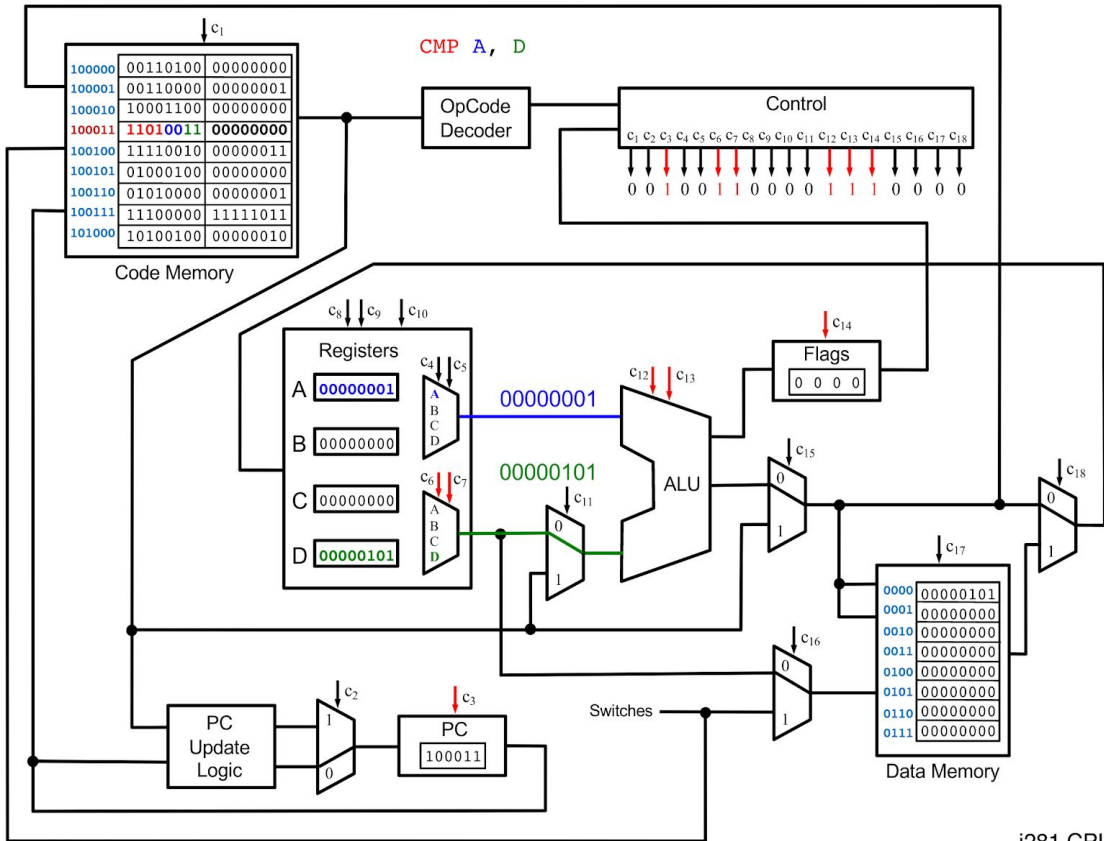 c1
CMP A, D
100000 00110100 00000000
100001 00110000 00000001
100010 10001100 00000000
100011 11010011 00000000
100100 11110010 00000011
100101 01000100 00000000
100110 01010000 00000001
100111 11100000 11111011
101000 10100100 00000010
Code Memory
OpCode
Decoder
Control
c1 c2 c3 c4 c5 c6 c7 c8 c9 c10 c11 c12 c13 c14 c15 c16 c17 c18
0 0 1 0 0 1 1 0 0 0 0 1 1 1 0 0 0 0
c8 c9 c10
Registers
A 00000001
B 00000000
C 00000000
D 00000101
c4 c5
A
B
C
D
c6 c7
A
B
C
D
00000001
00000101
c11
0
1
c12 c13
ALU
c14
Flags
0 0 0 0
c15
0
1
c18
0
1
c17
0000 00000101
0001 00000000
0010 00000000
0011 00000000
0100 00000000
0101 00000000
0110 00000000
0111 00000000
Data Memory
c16
0
1
Switches
PC
Update
Logic
c2
1
0
c3
PC
100011